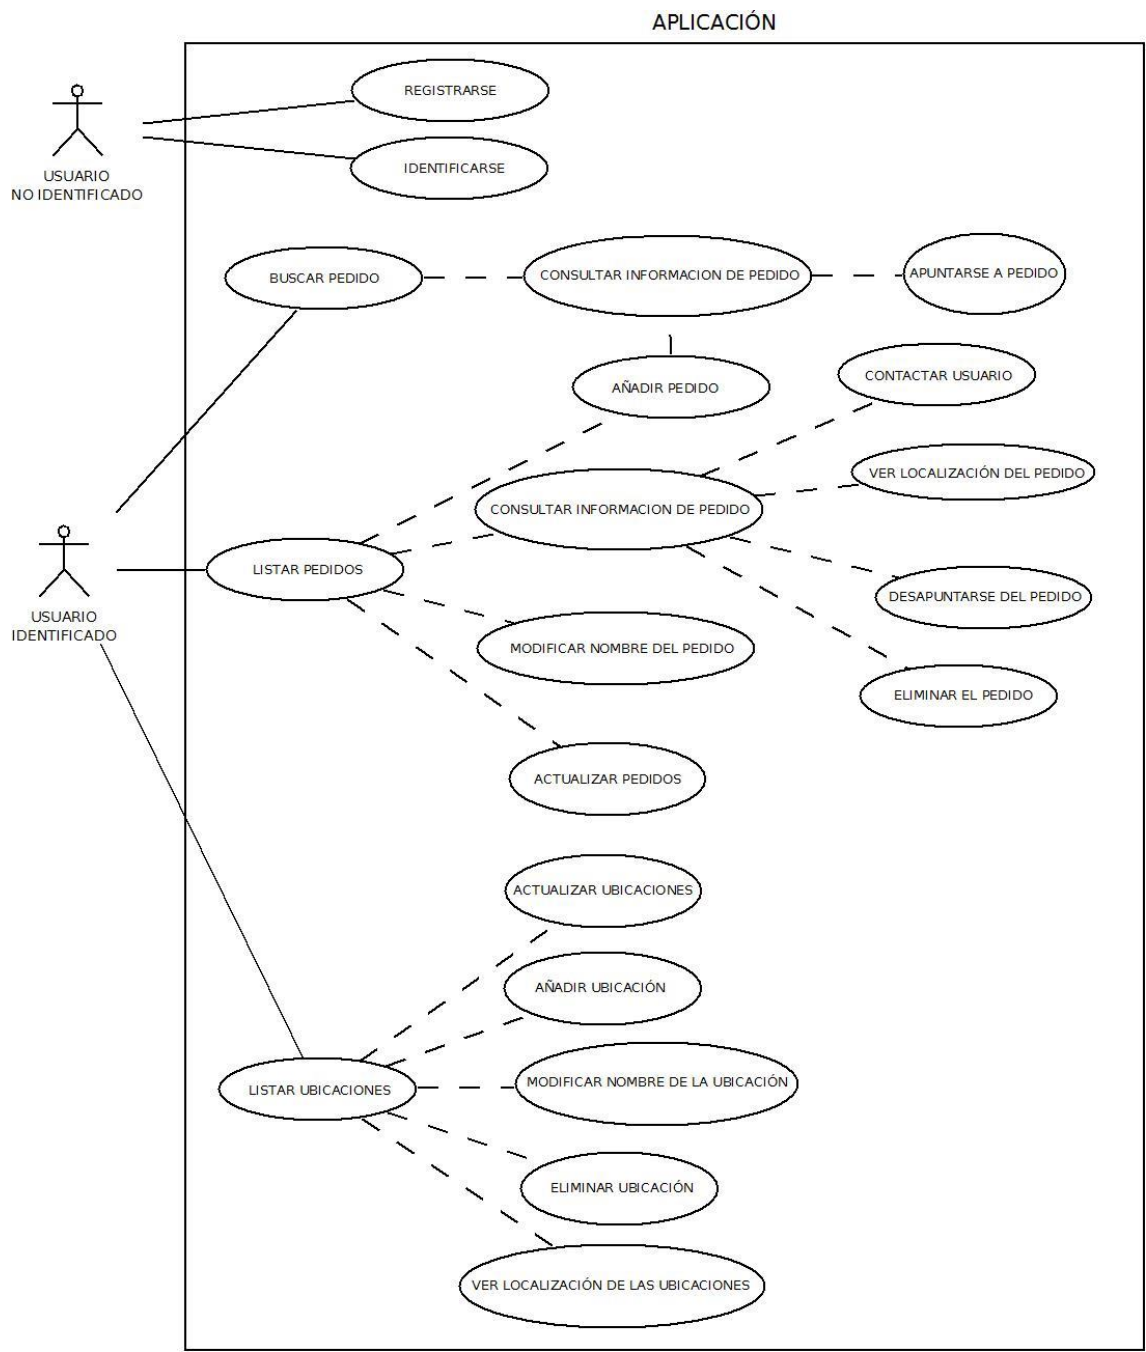 APLICACIÓN
REGISTRARSE
USUARIO
NO IDENTIFICADO
IDENTIFICARSE
BUSCAR PEDIDO
CONSULTAR INFORMACION DE PEDIDO
APUNTARSE A PEDIDO
AÑADIR PEDIDO
CONTACTAR USUARIO
VER LOCALIZACIÓN DEL PEDIDO
CONSULTAR INFORMACION DE PEDIDO
LISTAR PEDIDOS
USUARIO
IDENTIFICADO
DESAPUNTARSE DEL PEDIDO
MODIFICAR NOMBRE DEL PEDIDO
ELIMINAR EL PEDIDO
ACTUALIZAR PEDIDOS
ACTUALIZAR UBICACIONES
AÑADIR UBICACIÓN
LISTAR UBICACIONES
MODIFICAR NOMBRE DE LA UBICACIÓN
ELIMINAR UBICACIÓN
VER LOCALIZACIÓN DE LAS UBICACIONES